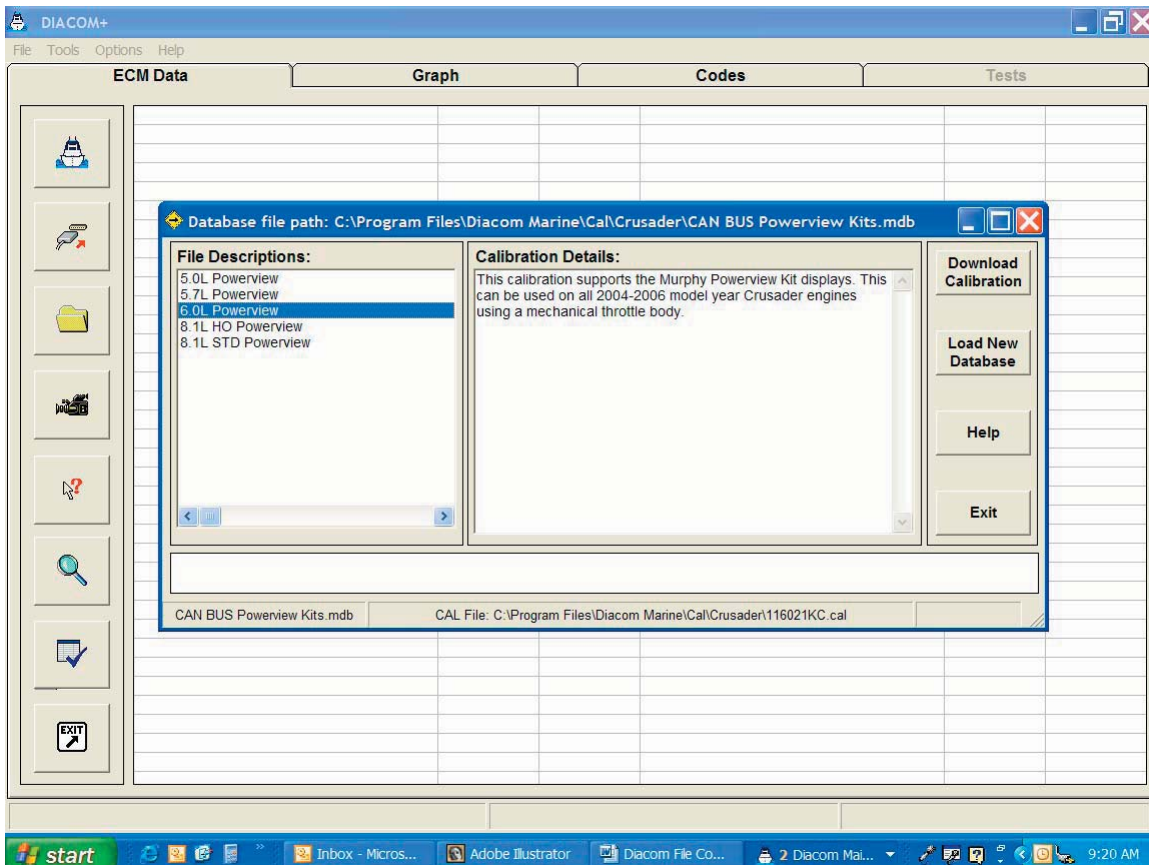 DIACOM+
File Tools Options Help
ECM Data Graph Codes Tests
Database file path: C:\Program Files\Diacom Marine\Cal\Crusader\CAN BUS Powerview Kits.mdb
File Descriptions:
5.0L Powerview
5.7L Powerview
6.0L Powerview
8.1L HO Powerview
8.1L STD Powerview
Calibration Details:
This calibration supports the Murphy Powerview Kit displays. This
can be used on all 2004-2006 model year Crusader engines
using a mechanical throttle body.
Download
Calibration
Load New
Database
Help
Exit
CAN BUS Powerview Kits.mdb CAL File: C:\Program Files\Diacom Marine\Cal\Crusader\116021KC.cal
EXIT
start Inbox - Micros... Adobe Illustrator Diacom File Co... 2 Diacom Mai... 9:20 AM